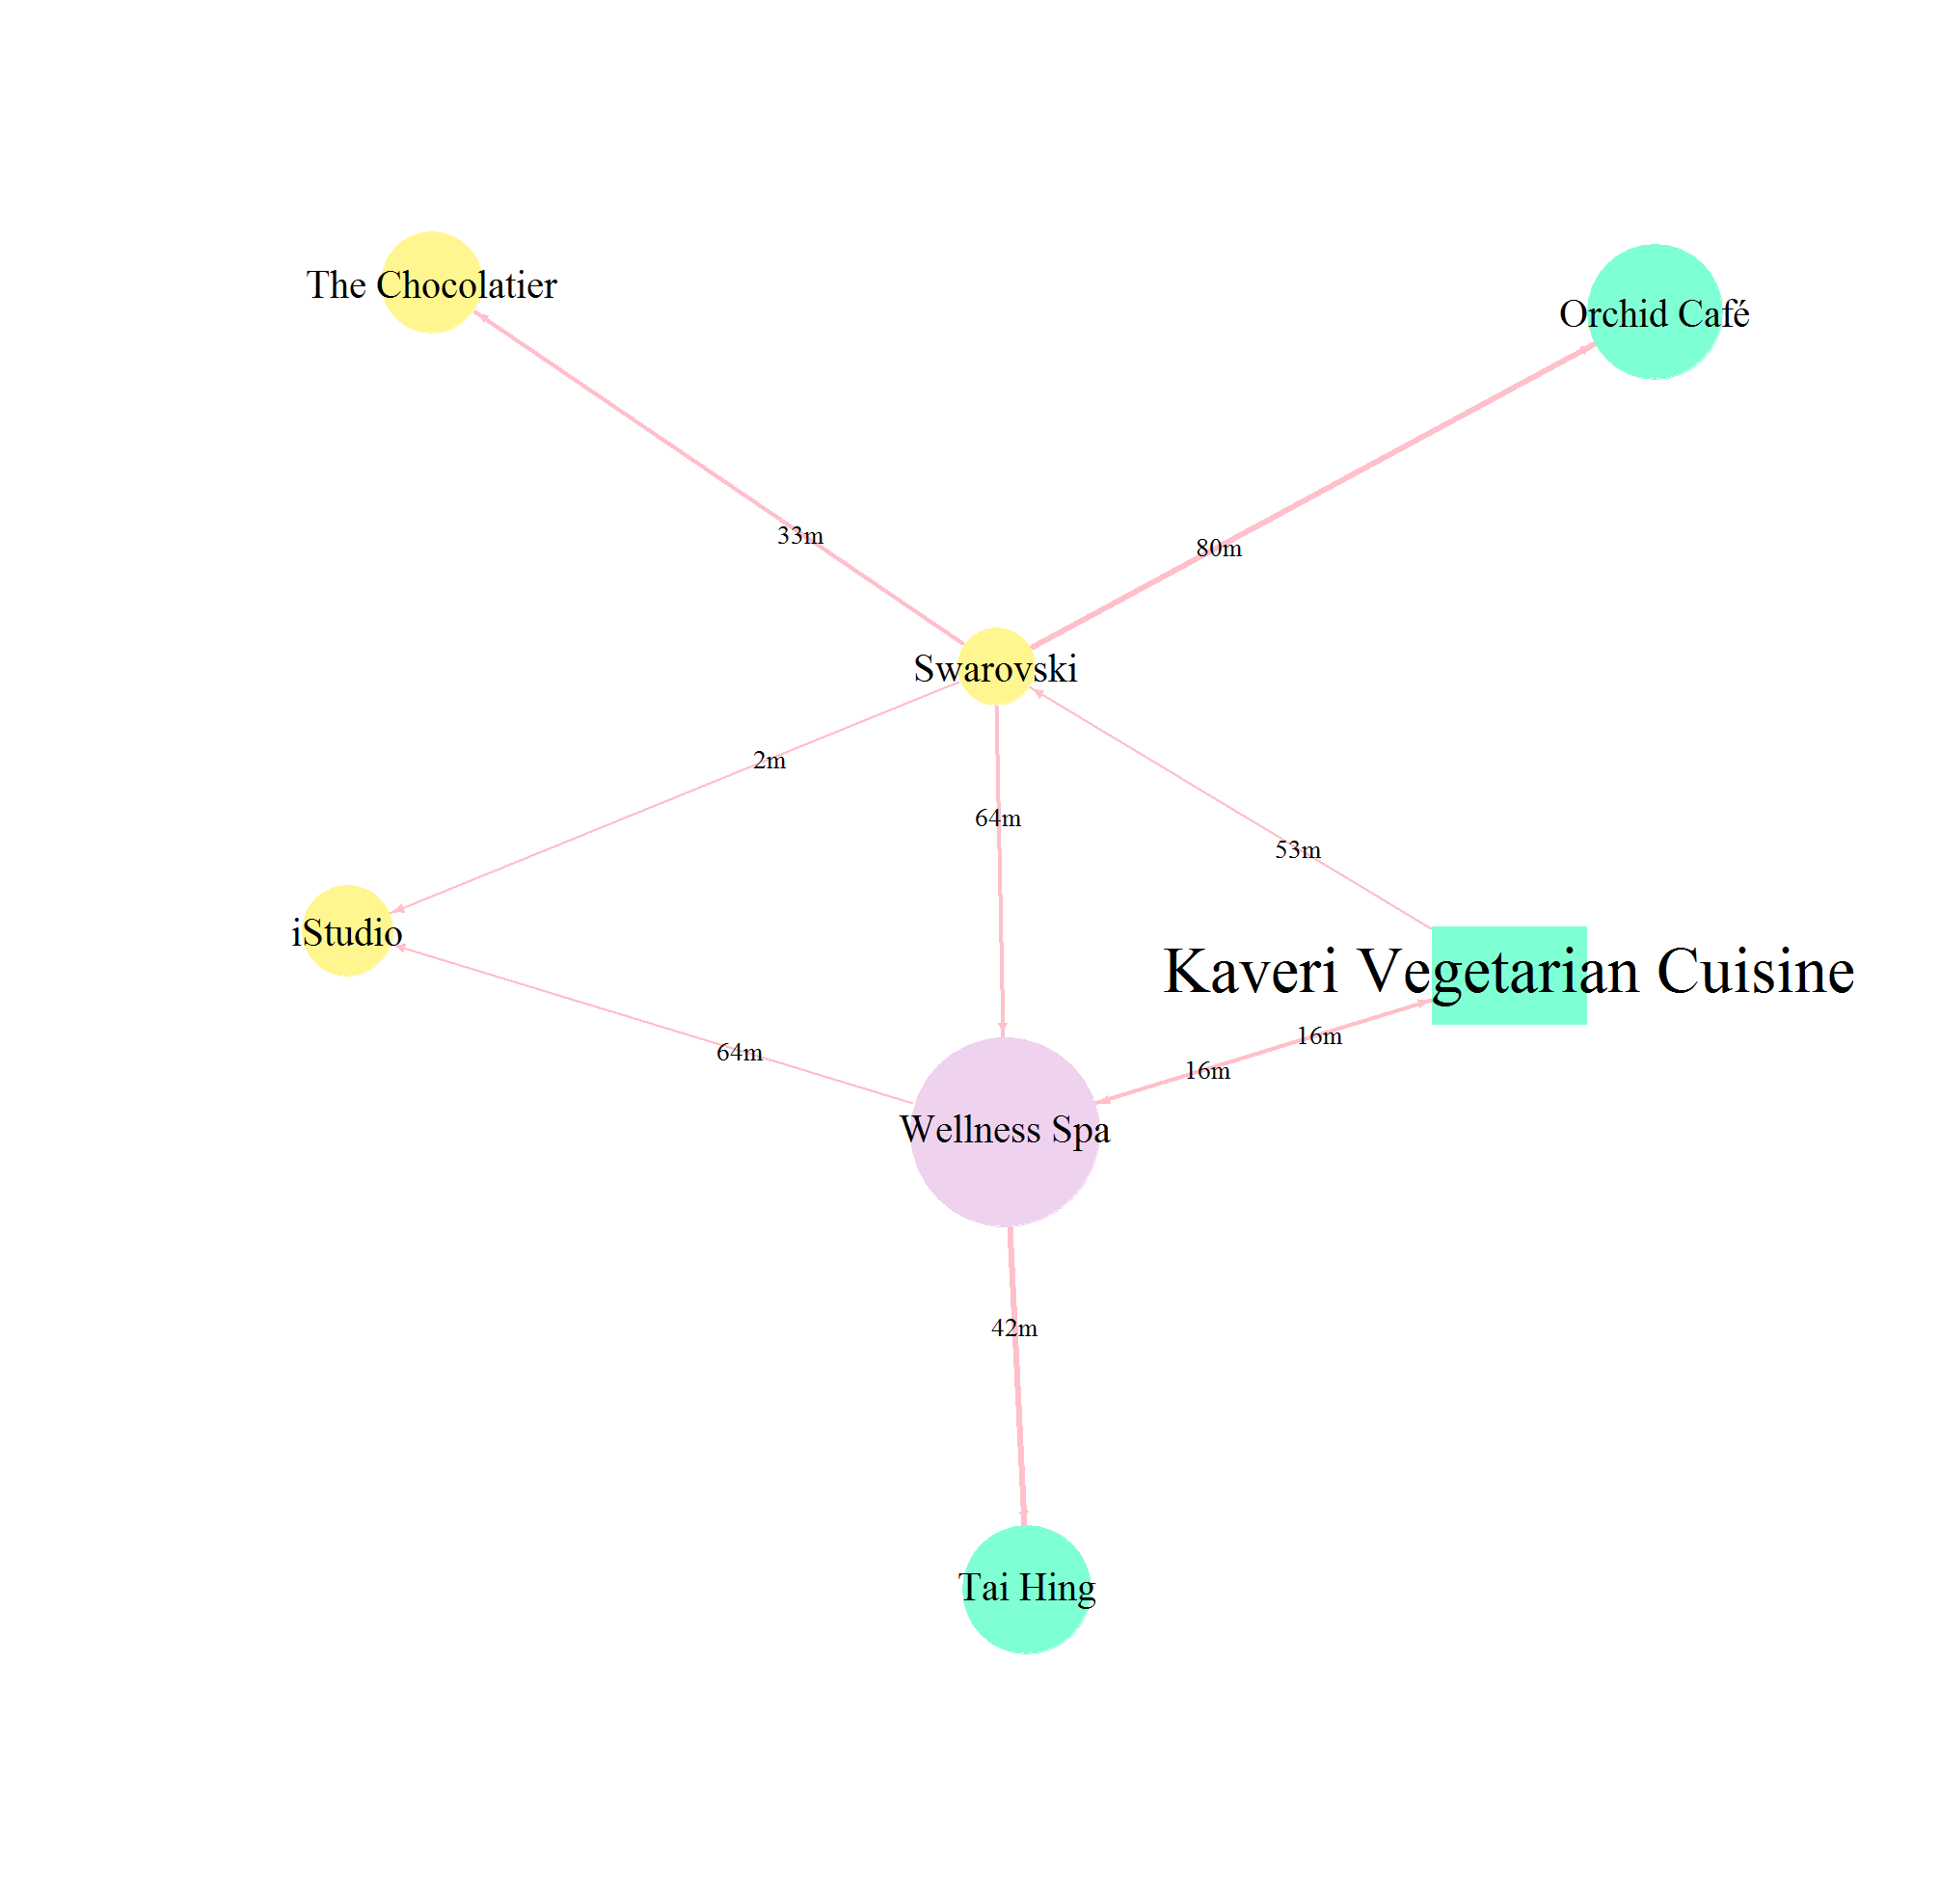 The Chocolatier
Orchid Café
33m
80m
Swarovski
2m
64m
53m
iStudio
Kaveri Vegetarian Cuisine
16m
64m
16m
Wellness Spa
42m
Tai Hing